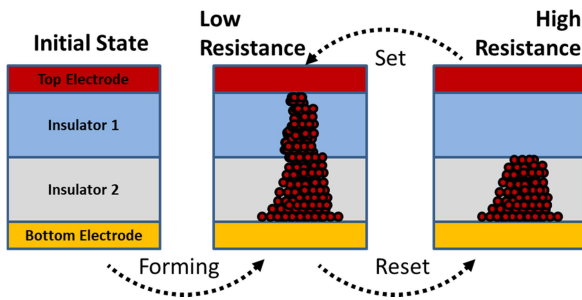 Initial State
Low
Resistance
High
Resistance
Set
Top Electrode
Insulator 1
Insulator 2
Bottom Electrode
Forming
Reset